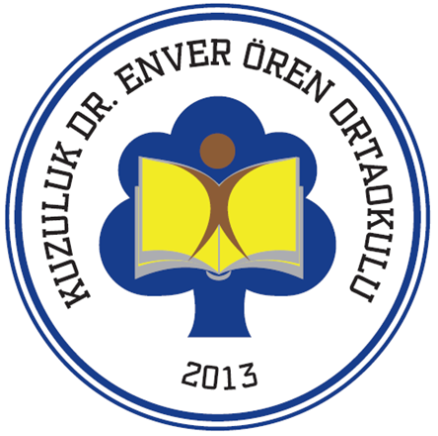 KUZULUK DR. ENVER ÖREN ORTAOKULU
2013